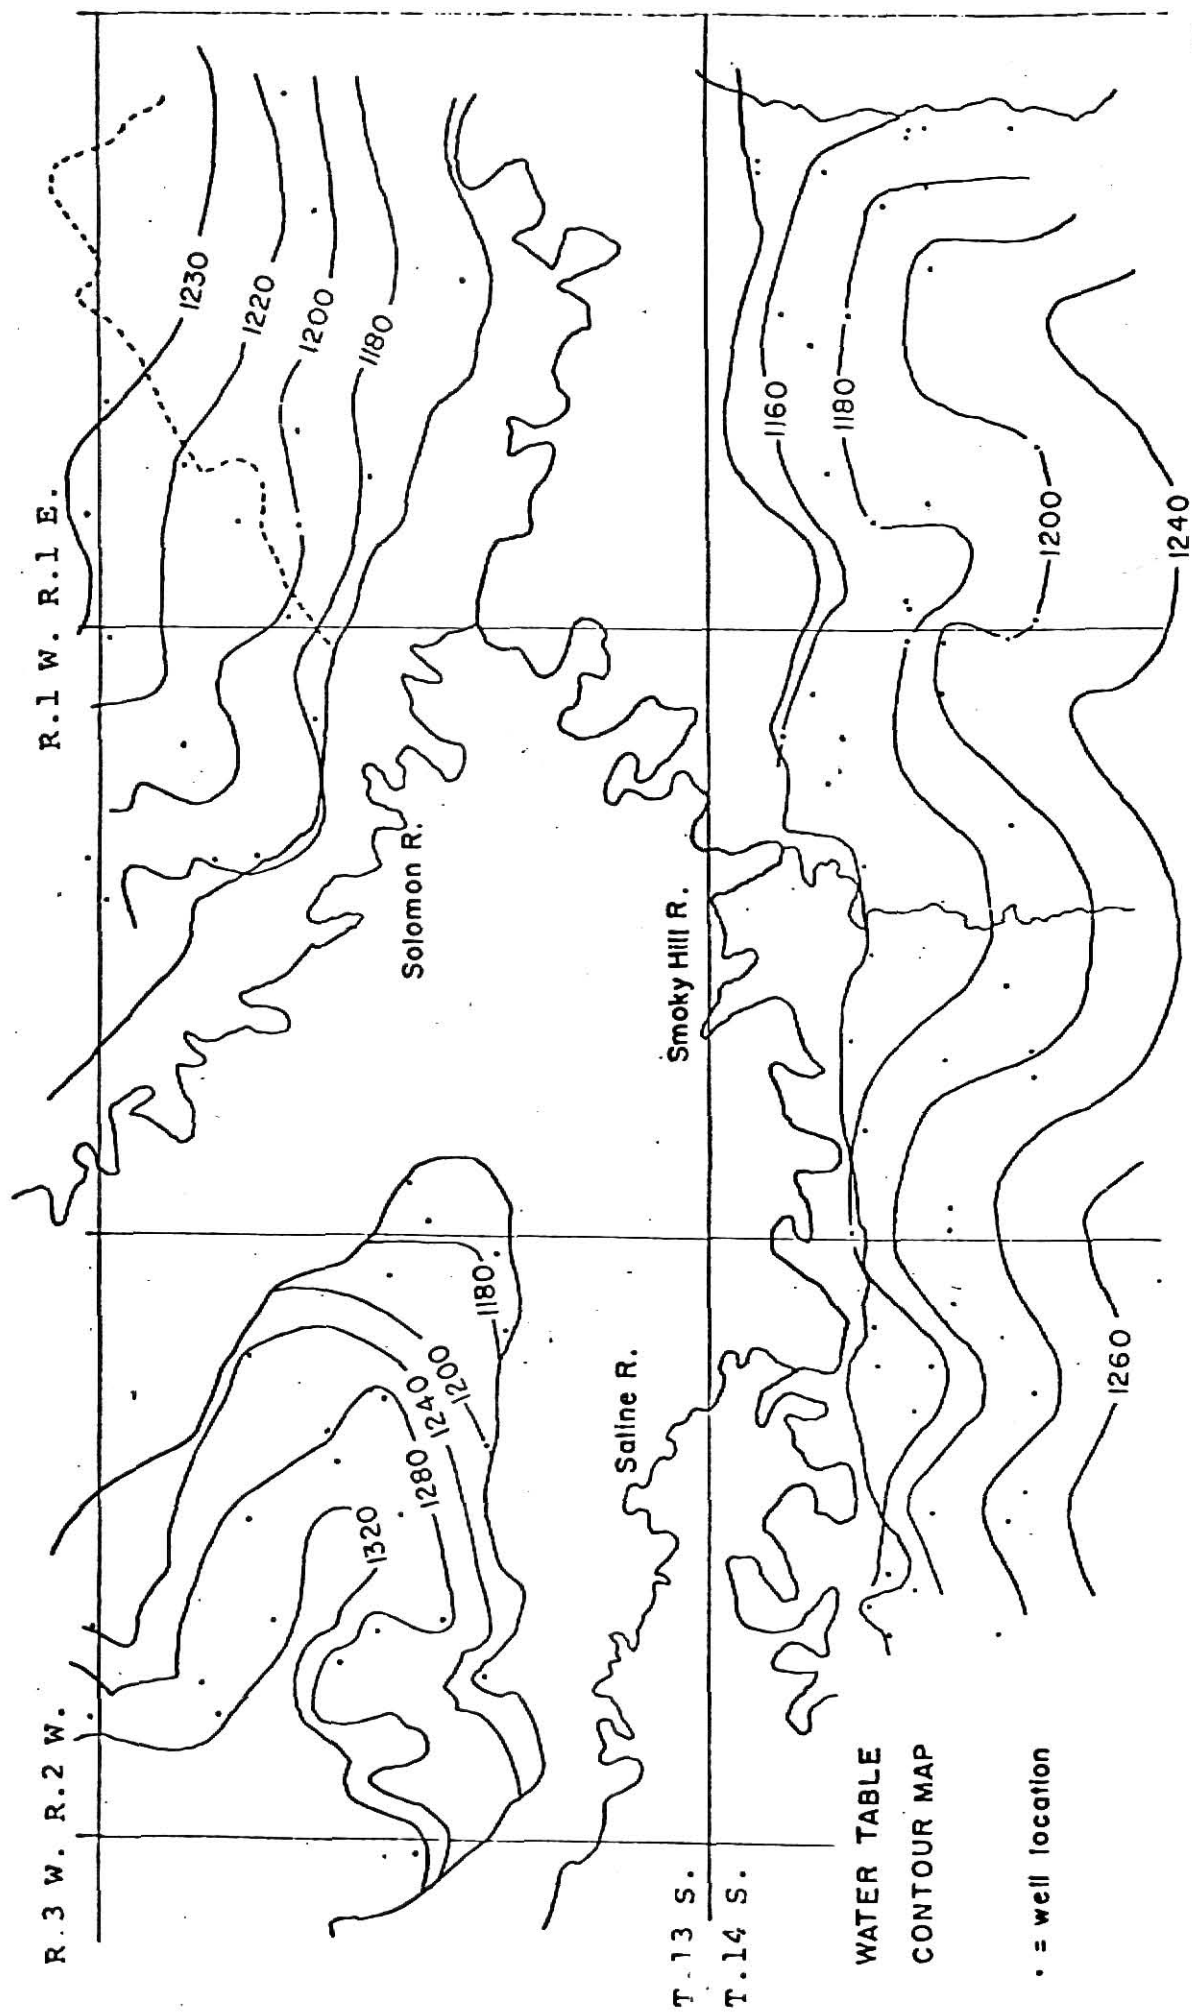 R.3 W. R.2 W.
R.1 W. R.1 E.
1230
1220
1200
1180
1320
1280
1240
1200
1180
Solomon R.
Saline R.
Smoky Hill R.
T.13 S.
T.14 S.
1160
1180
1200
1240
1260
WATER TABLE
CONTOUR MAP
• = well location